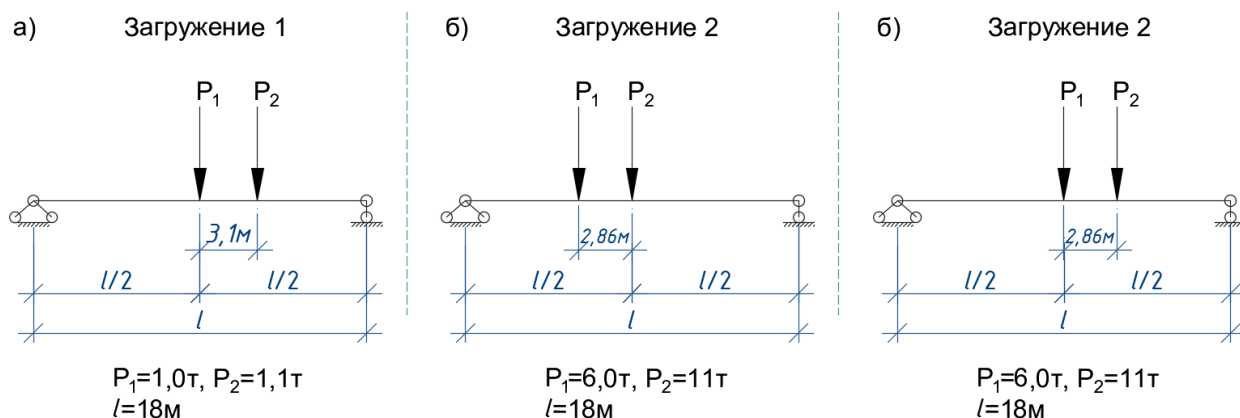 а) Загружение 1
P₁ P₂
3,1м
l/2 l/2
l
P₁=1,0т, P₂=1,1т
l=18м
б) Загружение 2
P₁ P₂
2,86м
l/2 l/2
l
P₁=6,0т, P₂=11т
l=18м
б) Загружение 2
P₁ P₂
2,86м
l/2 l/2
l
P₁=6,0т, P₂=11т
l=18м